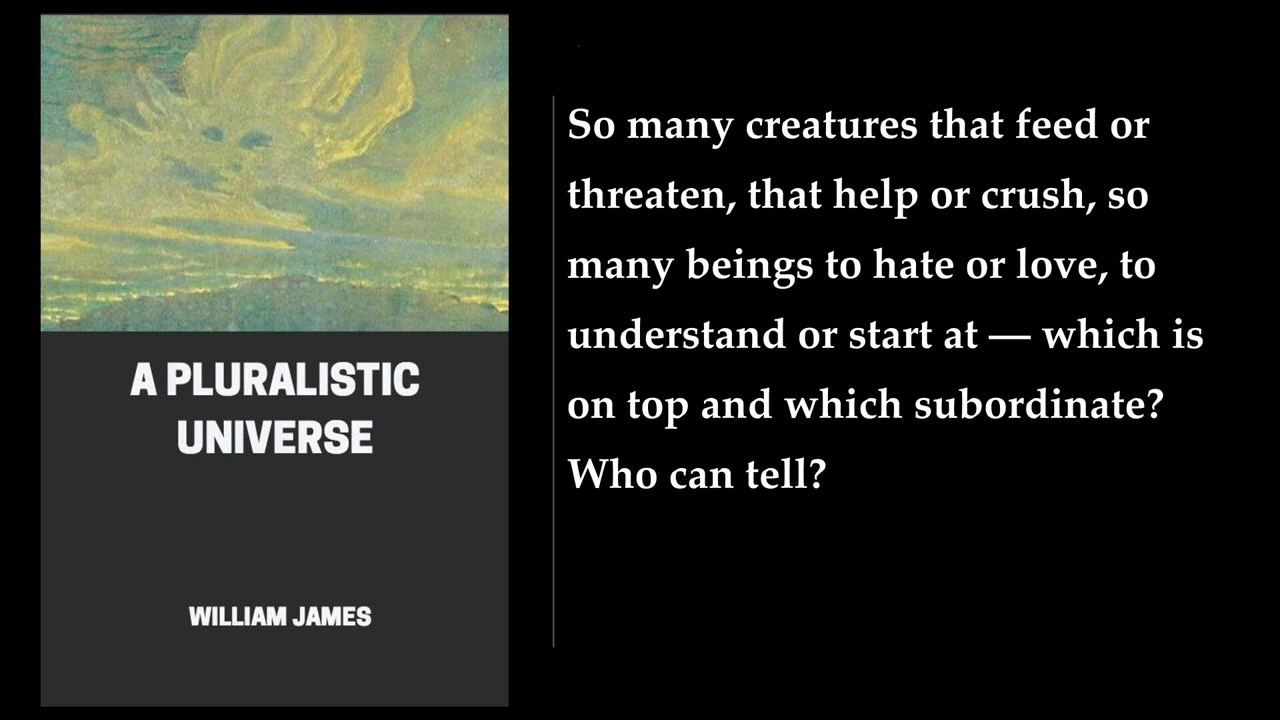 A PLURALISTIC
UNIVERSE
WILLIAM JAMES
So many creatures that feed or
threaten, that help or crush, so
many beings to hate or love, to
understand or start at — which is
on top and which subordinate?
Who can tell?